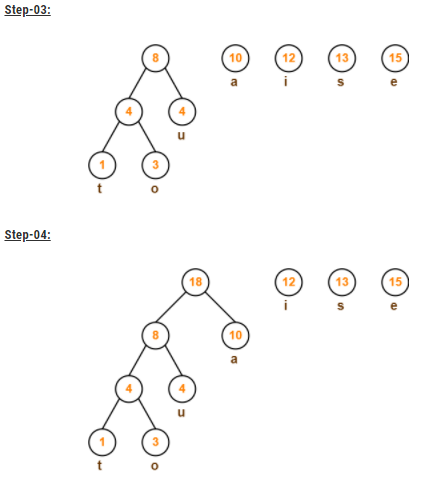 Step-03:
8 10 12 13 15
a i s e
4 4
u
1 3
t o
Step-04:
18 12 13 15
i s e
8 10
a
4 4
u
1 3
t o